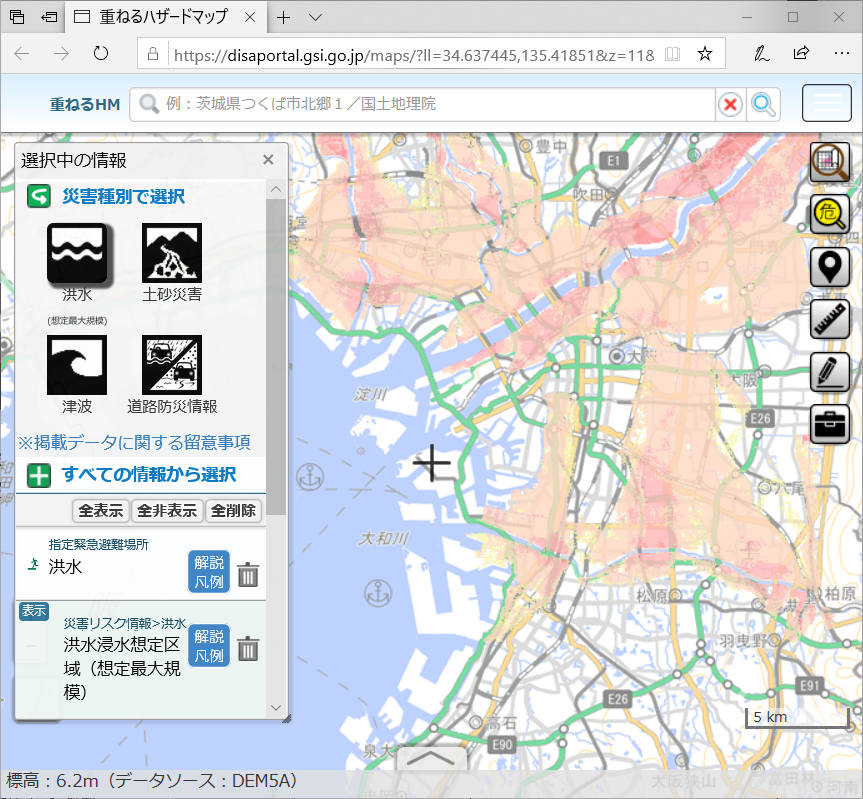 重ねるハザードマップ
https://disaportal.gsi.go.jp/maps/?ll=34.637445,135.41851&z=118
重ねるHM
例：茨城県つくば市北郷１／国土地理院
選択中の情報
災害種別で選択
洪水
土砂災害
(想定最大規模)
津波
道路防災情報
※掲載データに関する留意事項
すべての情報から選択
全表示 全非表示 全削除
指定緊急避難場所
洪水
解説
凡例
表示
災害リスク情報>洪水
洪水浸水想定区
域（想定最大規
模）
解説
凡例
豊中
E1
吹田
危
大阪
淀川
E26
八尾
大和川
松原
柏原
羽曳野
E91
E26
5 km
高石
E90
泉大
大阪狭山
富田林
河南
標高：6.2m（データソース：DEM5A）